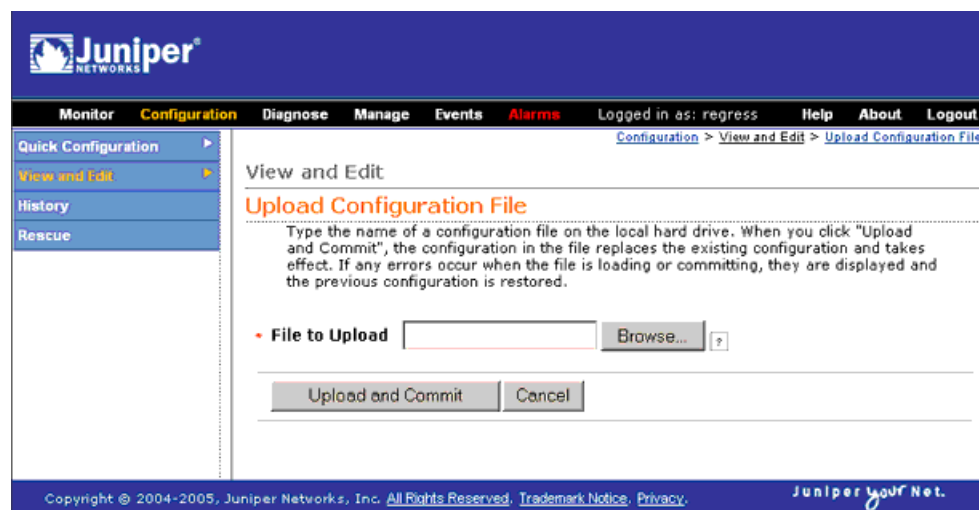 Juniper®
NETWORKS
Monitor Configuration Diagnose Manage Events Alarms Logged in as: regress Help About Logout
Configuration > View and Edit > Upload Configuration File
Quick Configuration
View and Edit
History
Rescue
View and Edit
Upload Configuration File
Type the name of a configuration file on the local hard drive. When you click "Upload
and Commit", the configuration in the file replaces the existing configuration and takes
effect. If any errors occur when the file is loading or committing, they are displayed and
the previous configuration is restored.
* File to Upload Browse... ?
Upload and Commit Cancel
Copyright © 2004-2005, Juniper Networks, Inc. All Rights Reserved. Trademark Notice. Privacy. Juniper your Net.